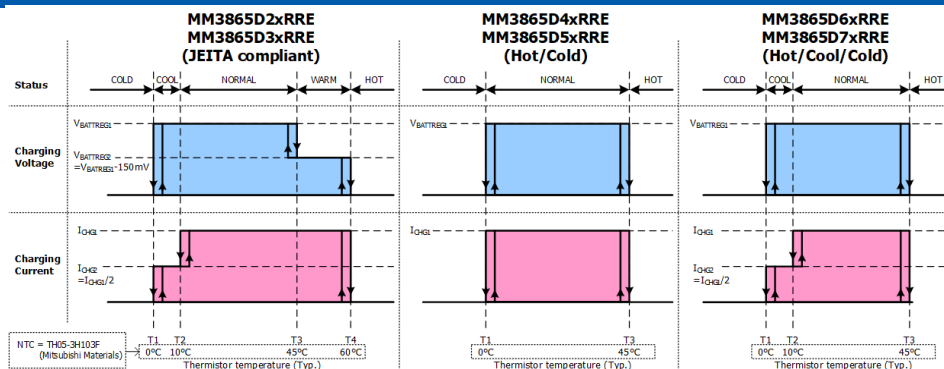 MM3865D2xRRE
MM3865D3xRRE
(JEITA compliant)
MM3865D4xRRE
MM3865D5xRRE
(Hot/Cold)
MM3865D6xRRE
MM3865D7xRRE
(Hot/Cool/Cold)
Status
COLD COOL NORMAL WARM HOT
COLD NORMAL HOT
COLD COOL NORMAL HOT
Charging
Voltage
VBATTREG1
VBATTREG2
=VBATREG1-150mV
VBATTREG1
VBATTREG1
Charging
Current
ICHG1
ICHG2
=ICHG1/2
ICHG1
ICHG1
ICHG2
=ICHG1/2
NTC = TH05-3H103F
(Mitsubishi Materials)
T1 T2 T3 T4
0°C 10°C 45°C 60°C
Thermistor temperature (Typ.)
T1 T3
0°C 45°C
Thermistor temperature (Typ.)
T1 T2 T3
0°C 10°C 45°C
Thermistor temperature (Typ.)